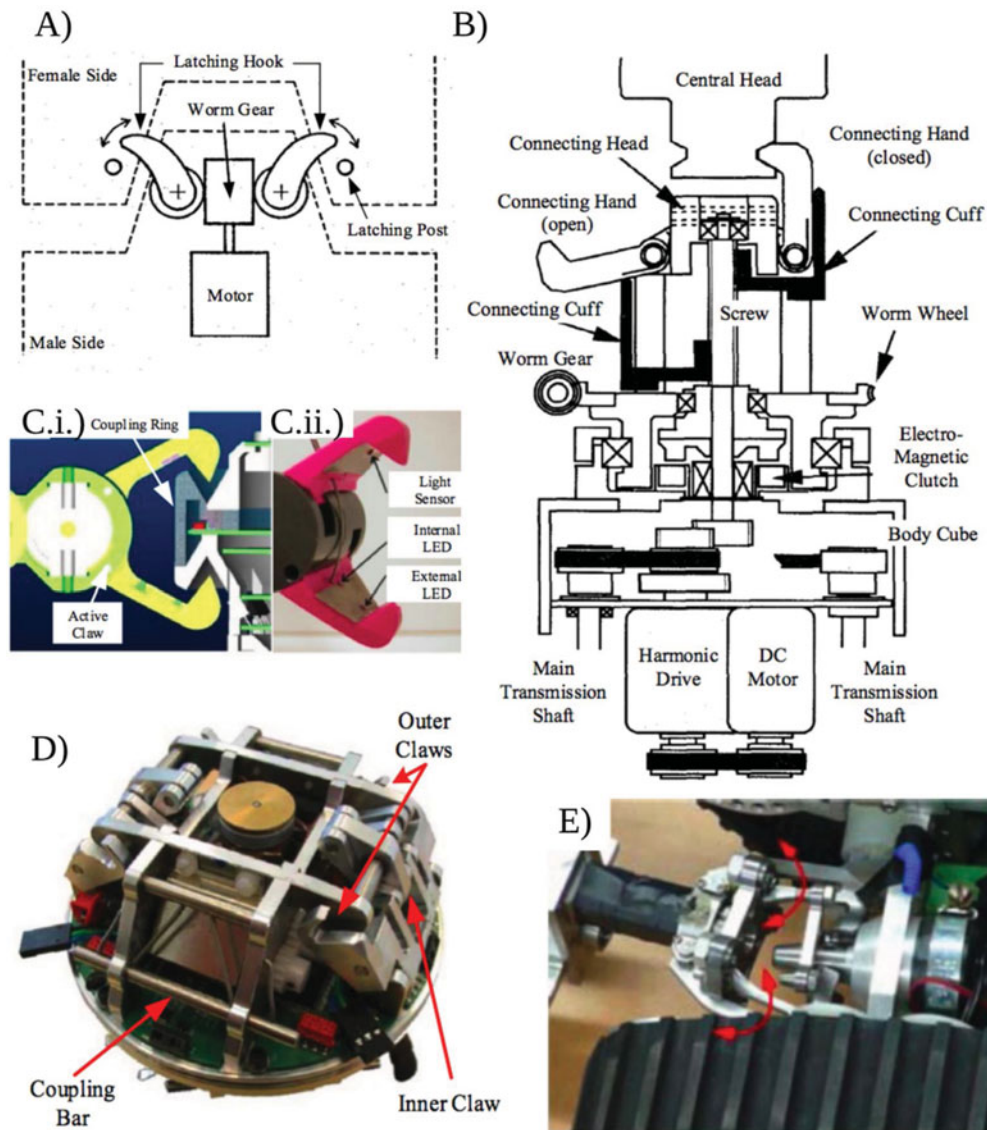 A)
Female Side
Latching Hook
Worm Gear
Latching Post
Motor
Male Side
B)
Central Head
Connecting Hand
(closed)
Connecting Head
Connecting Hand
(open)
Connecting Cuff
Connecting Cuff
Screw
Worm Wheel
Worm Gear
Electro-
Magnetic
Clutch
Body Cube
Main
Transmission
Shaft
Harmonic
Drive
DC
Motor
Main
Transmission
Shaft
C.i.)
Coupling Ring
Active
Claw
C.ii.)
Light
Sensor
Internal
LED
External
LED
D)
Outer
Claws
Coupling
Bar
Inner Claw
E)